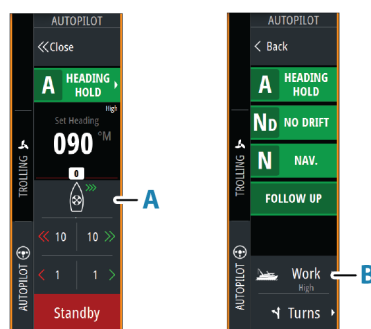 AUTOPILOT
Close
A HEADING HOLD
High
Set Heading
090 °M
0
A
10 10
1 1
Standby
TROLLING
AUTOPILOT
AUTOPILOT
Back
A HEADING HOLD
ND NO DRIFT
N NAV.
FOLLOW UP
Work
High
B
Turns
TROLLING
AUTOPILOT